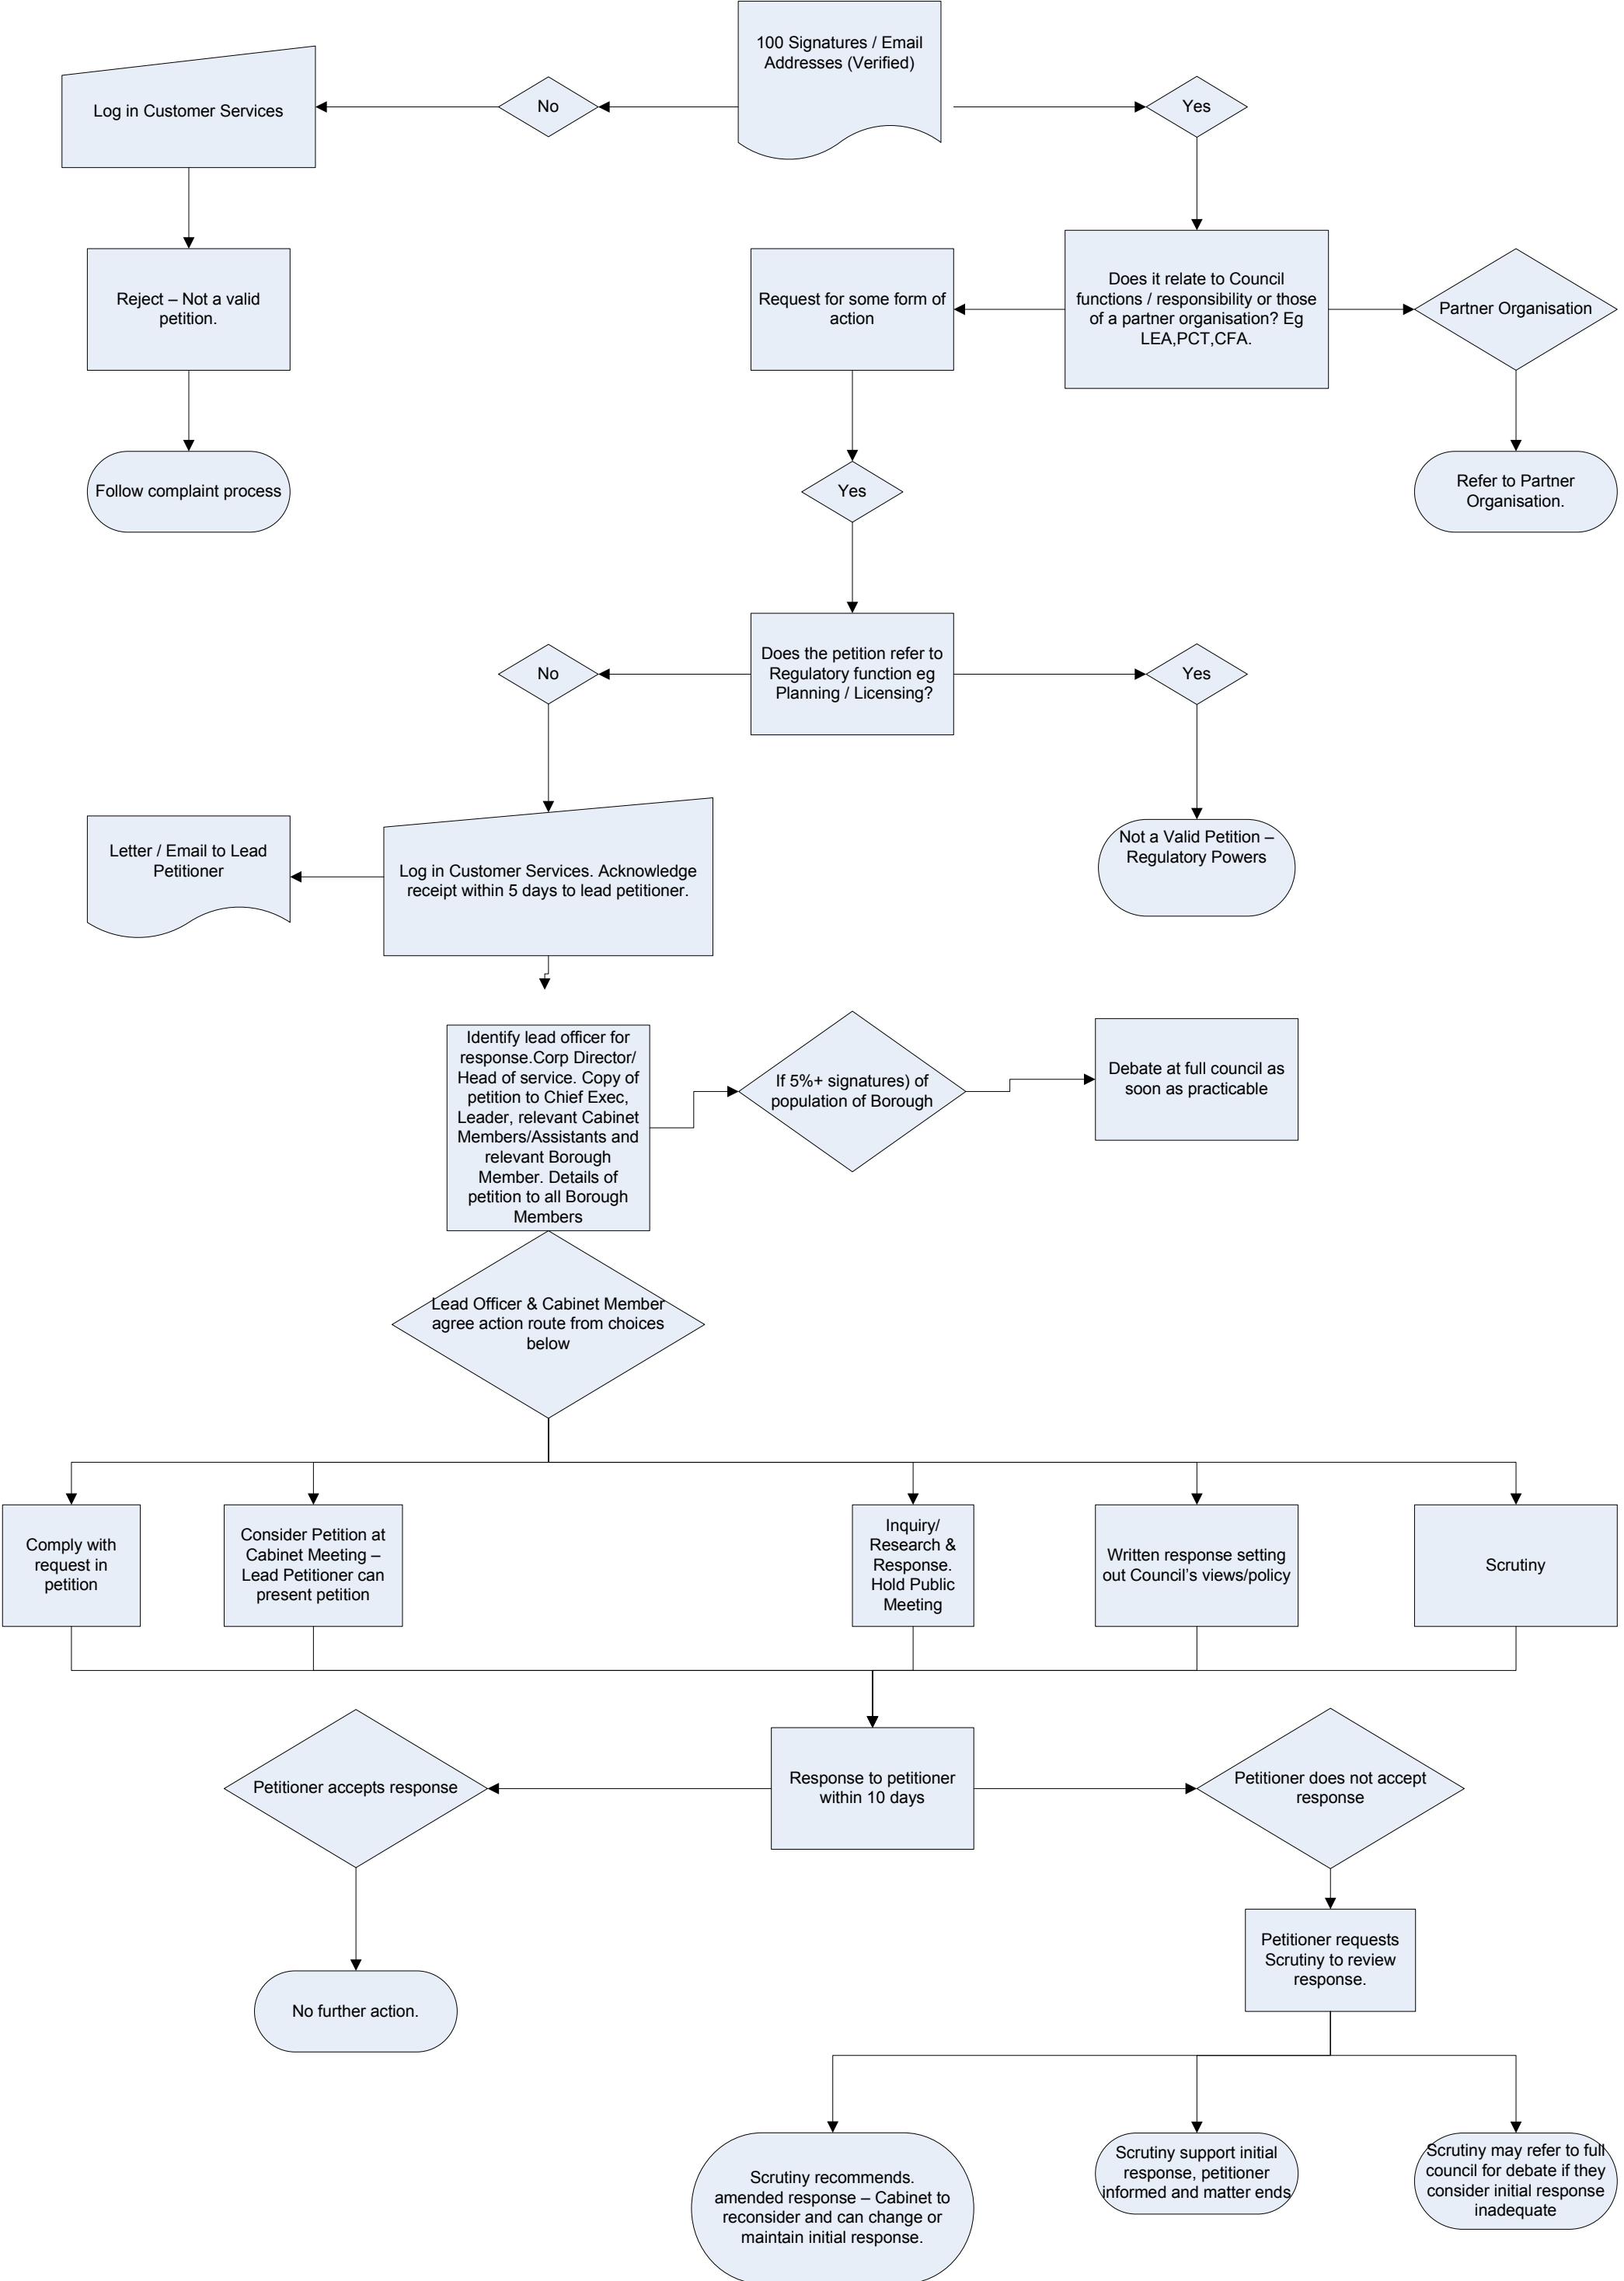 100 Signatures / Email
Addresses (Verified)
Log in Customer Services
No
Yes
Reject – Not a valid
petition.
Request for some form of
action
Does it relate to Council
functions / responsibility or those
of a partner organisation? Eg
LEA,PCT,CFA.
Partner Organisation
Follow complaint process
Yes
Refer to Partner
Organisation.
No
Does the petition refer to
Regulatory function eg
Planning / Licensing?
Yes
Letter / Email to Lead
Petitioner
Log in Customer Services. Acknowledge
receipt within 5 days to lead petitioner.
Not a Valid Petition –
Regulatory Powers
Identify lead officer for
response.Corp Director/
Head of service. Copy of
petition to Chief Exec,
Leader, relevant Cabinet
Members/Assistants and
relevant Borough
Member. Details of
petition to all Borough
Members
If 5%+ signatures) of
population of Borough
Debate at full council as
soon as practicable
Lead Officer & Cabinet Member
agree action route from choices
below
Comply with
request in
petition
Consider Petition at
Cabinet Meeting –
Lead Petitioner can
present petition
Inquiry/
Research &
Response.
Hold Public
Meeting
Written response setting
out Council's views/policy
Scrutiny
Petitioner accepts response
Response to petitioner
within 10 days
Petitioner does not accept
response
Petitioner requests
Scrutiny to review
response.
No further action.
Scrutiny recommends.
amended response – Cabinet to
reconsider and can change or
maintain initial response.
Scrutiny support initial
response, petitioner
informed and matter ends
Scrutiny may refer to full
council for debate if they
consider initial response
inadequate